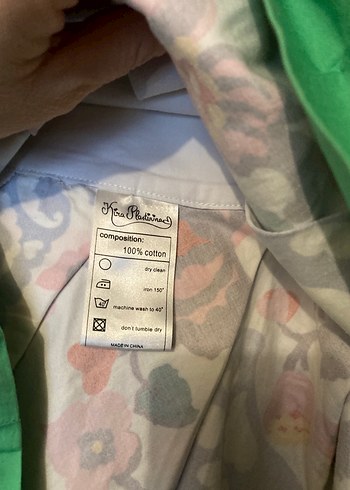 Kira Plastinina
composition:
100% cotton
dry clean
iron 150°
40
machine wash to 40°
don't tumble dry
MADE IN CHINA